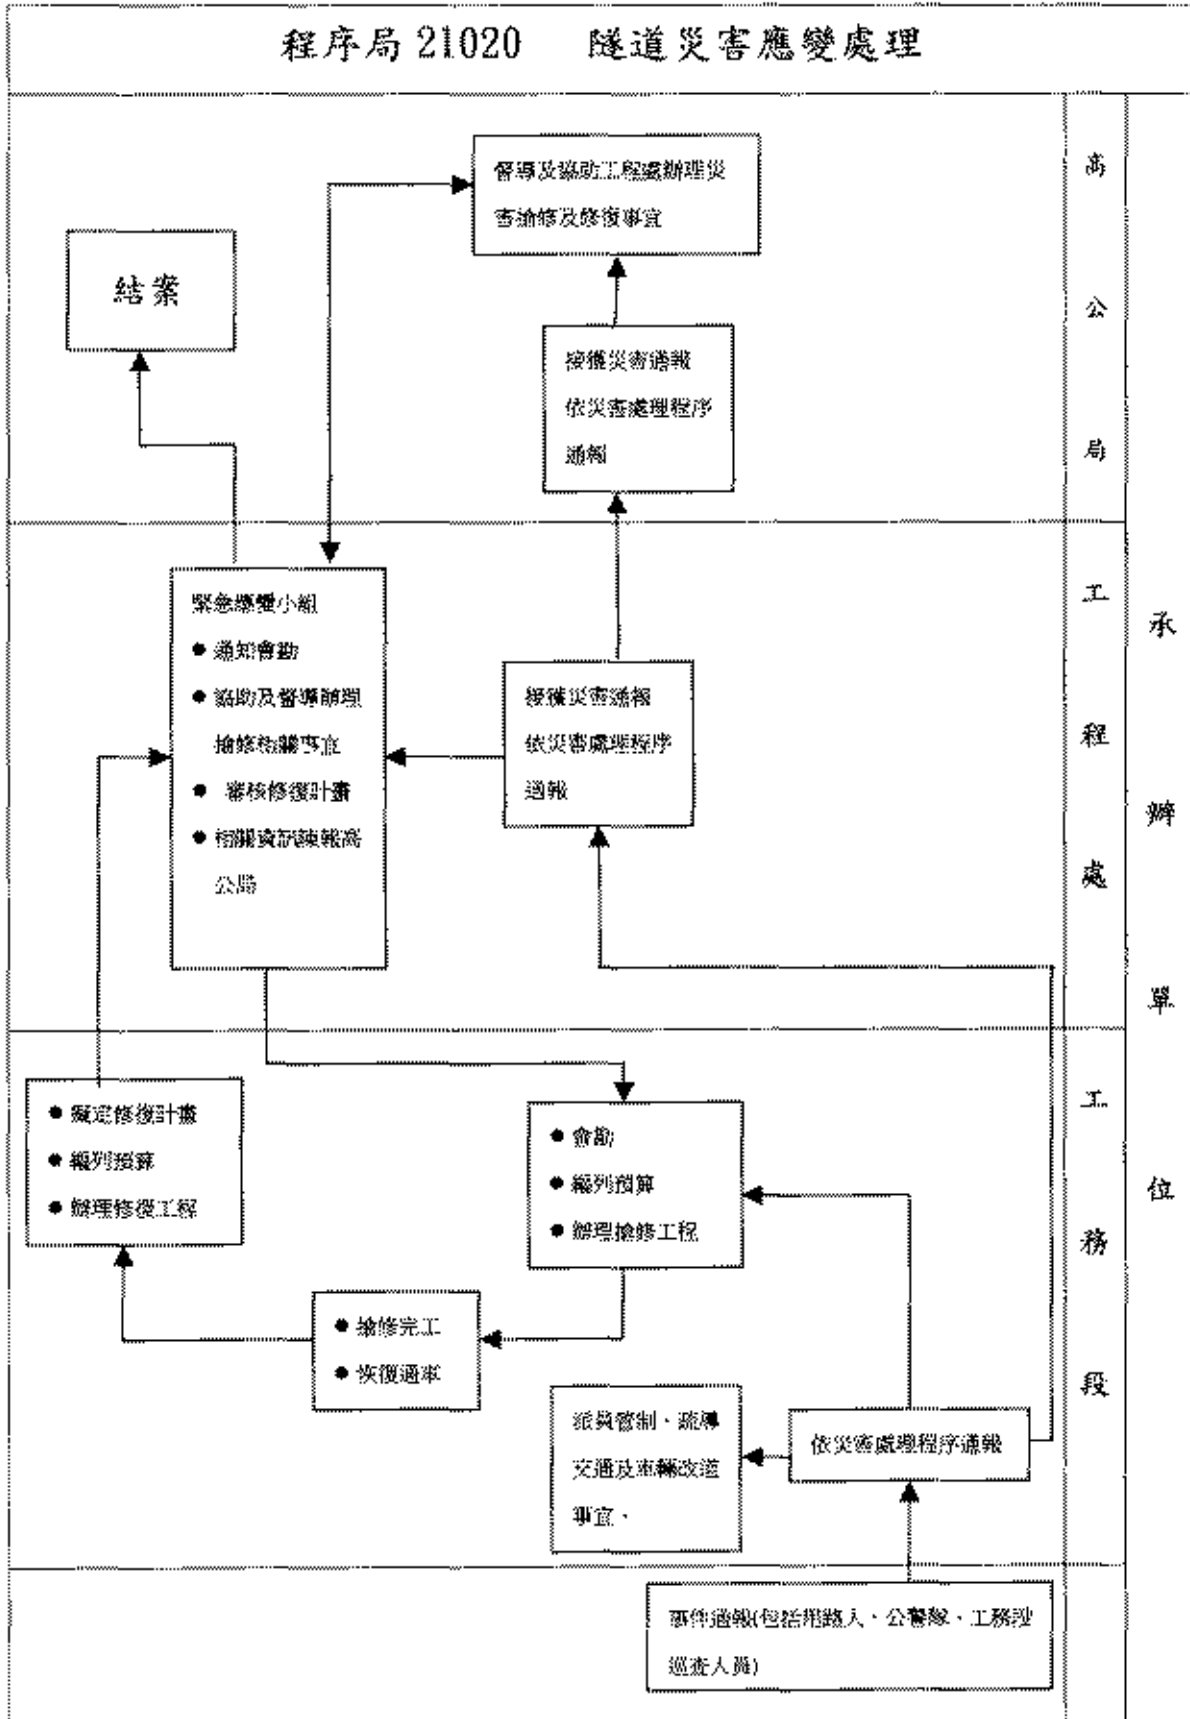 程序局 21020 隧道災害應變處理
督導及協助工程處辦理災
害搶修及修復事宜
結案
接獲災害通報
依災害處理程序
通報
高公局
緊急應變小組
● 通知會勘
● 協助及督導辦理
搶修相關事宜
● 審核修復計畫
● 相關資訊陳報高
公局
接獲災害通報
依災害處理程序
通報
工程處
承辦單位
● 擬定修復計畫
● 編列預算
● 辦理修復工程
● 會勘
● 編列預算
● 辦理搶修工程
● 搶修完工
● 恢復通車
派員管制、疏導
交通及車輛改道
事宜、
依災害處理程序通報
工務段
事件通報(包括用路人、公警隊、工務段
巡查人員)